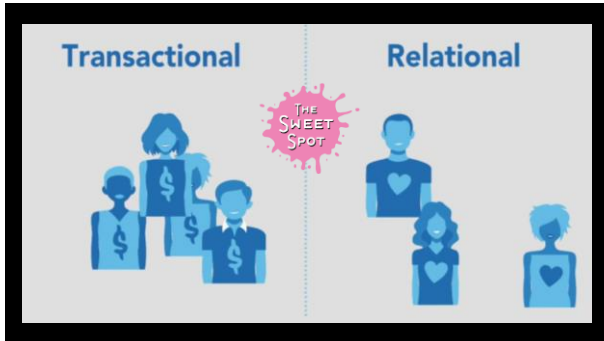 Transactional
Relational
THE
SWEET
SPOT
$
$
$
$